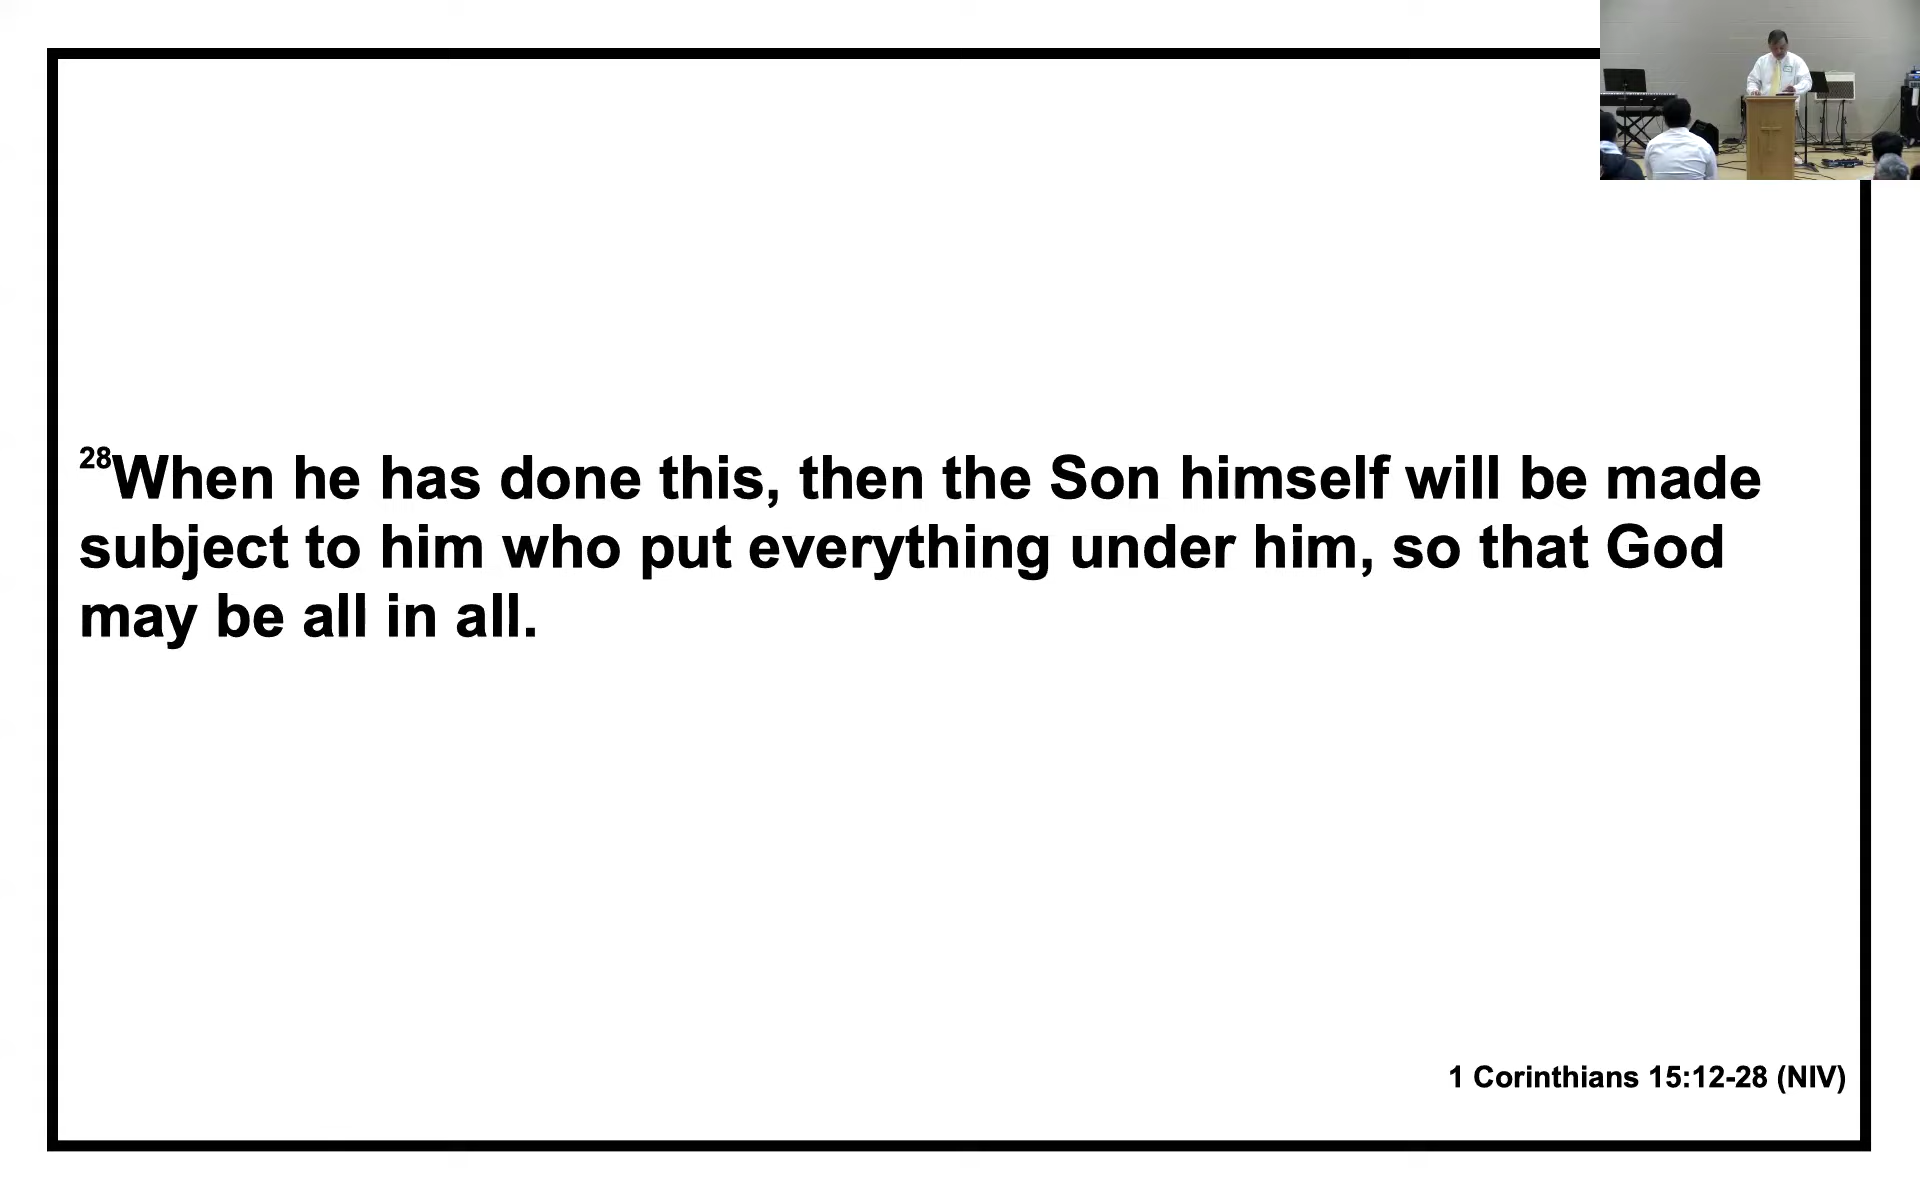 28When he has done this, then the Son himself will be made
subject to him who put everything under him, so that God
may be all in all.
1 Corinthians 15:12-28 (NIV)